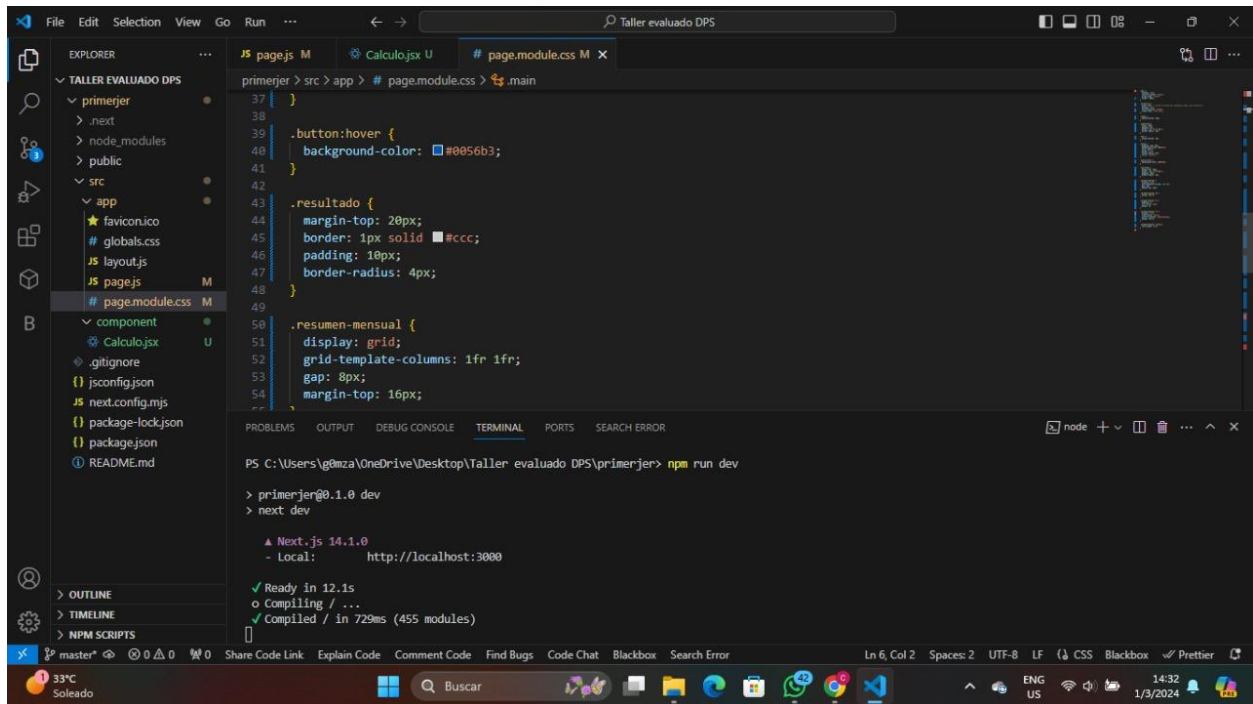 File Edit Selection View Go Run ··· ← → Taller evaluado DPS
EXPLORER ···
TALLER EVALUADO DPS
primerjer
.next
node_modules
public
src
app
favicon.ico
# globals.css
JS layout.js
JS page.js M
# page.module.css M
component
Calculo.jsx U
.gitignore
{} jsconfig.json
JS next.config.mjs
{} package-lock.json
{} package.json
README.md
OUTLINE
TIMELINE
NPM SCRIPTS
3
B
JS page.js M Calculo.jsx U # page.module.css M ×
primerjer > src > app > # page.module.css > .main
37 }
38
39 .button:hover {
40 background-color: #0056b3;
41 }
42
43 .resultado {
44 margin-top: 20px;
45 border: 1px solid #ccc;
46 padding: 10px;
47 border-radius: 4px;
48 }
49
50 .resumen-mensual {
51 display: grid;
52 grid-template-columns: 1fr 1fr;
53 gap: 8px;
54 margin-top: 16px;
PROBLEMS OUTPUT DEBUG CONSOLE TERMINAL PORTS SEARCH ERROR node
PS C:\Users\g0mza\OneDrive\Desktop\Taller evaluado DPS\primerjer> npm run dev
> primerjer@0.1.0 dev
> next dev
▲ Next.js 14.1.0
- Local: http://localhost:3000
✓ Ready in 12.1s
○ Compiling / ...
✓ Compiled / in 729ms (455 modules)
master* 0 0 0 Share Code Link Explain Code Comment Code Find Bugs Code Chat Blackbox Search Error Ln 6, Col 2 Spaces: 2 UTF-8 LF CSS Blackbox Prettier
1 33°C
Soleado
Buscar
42
ENG
US
14:32
1/3/2024